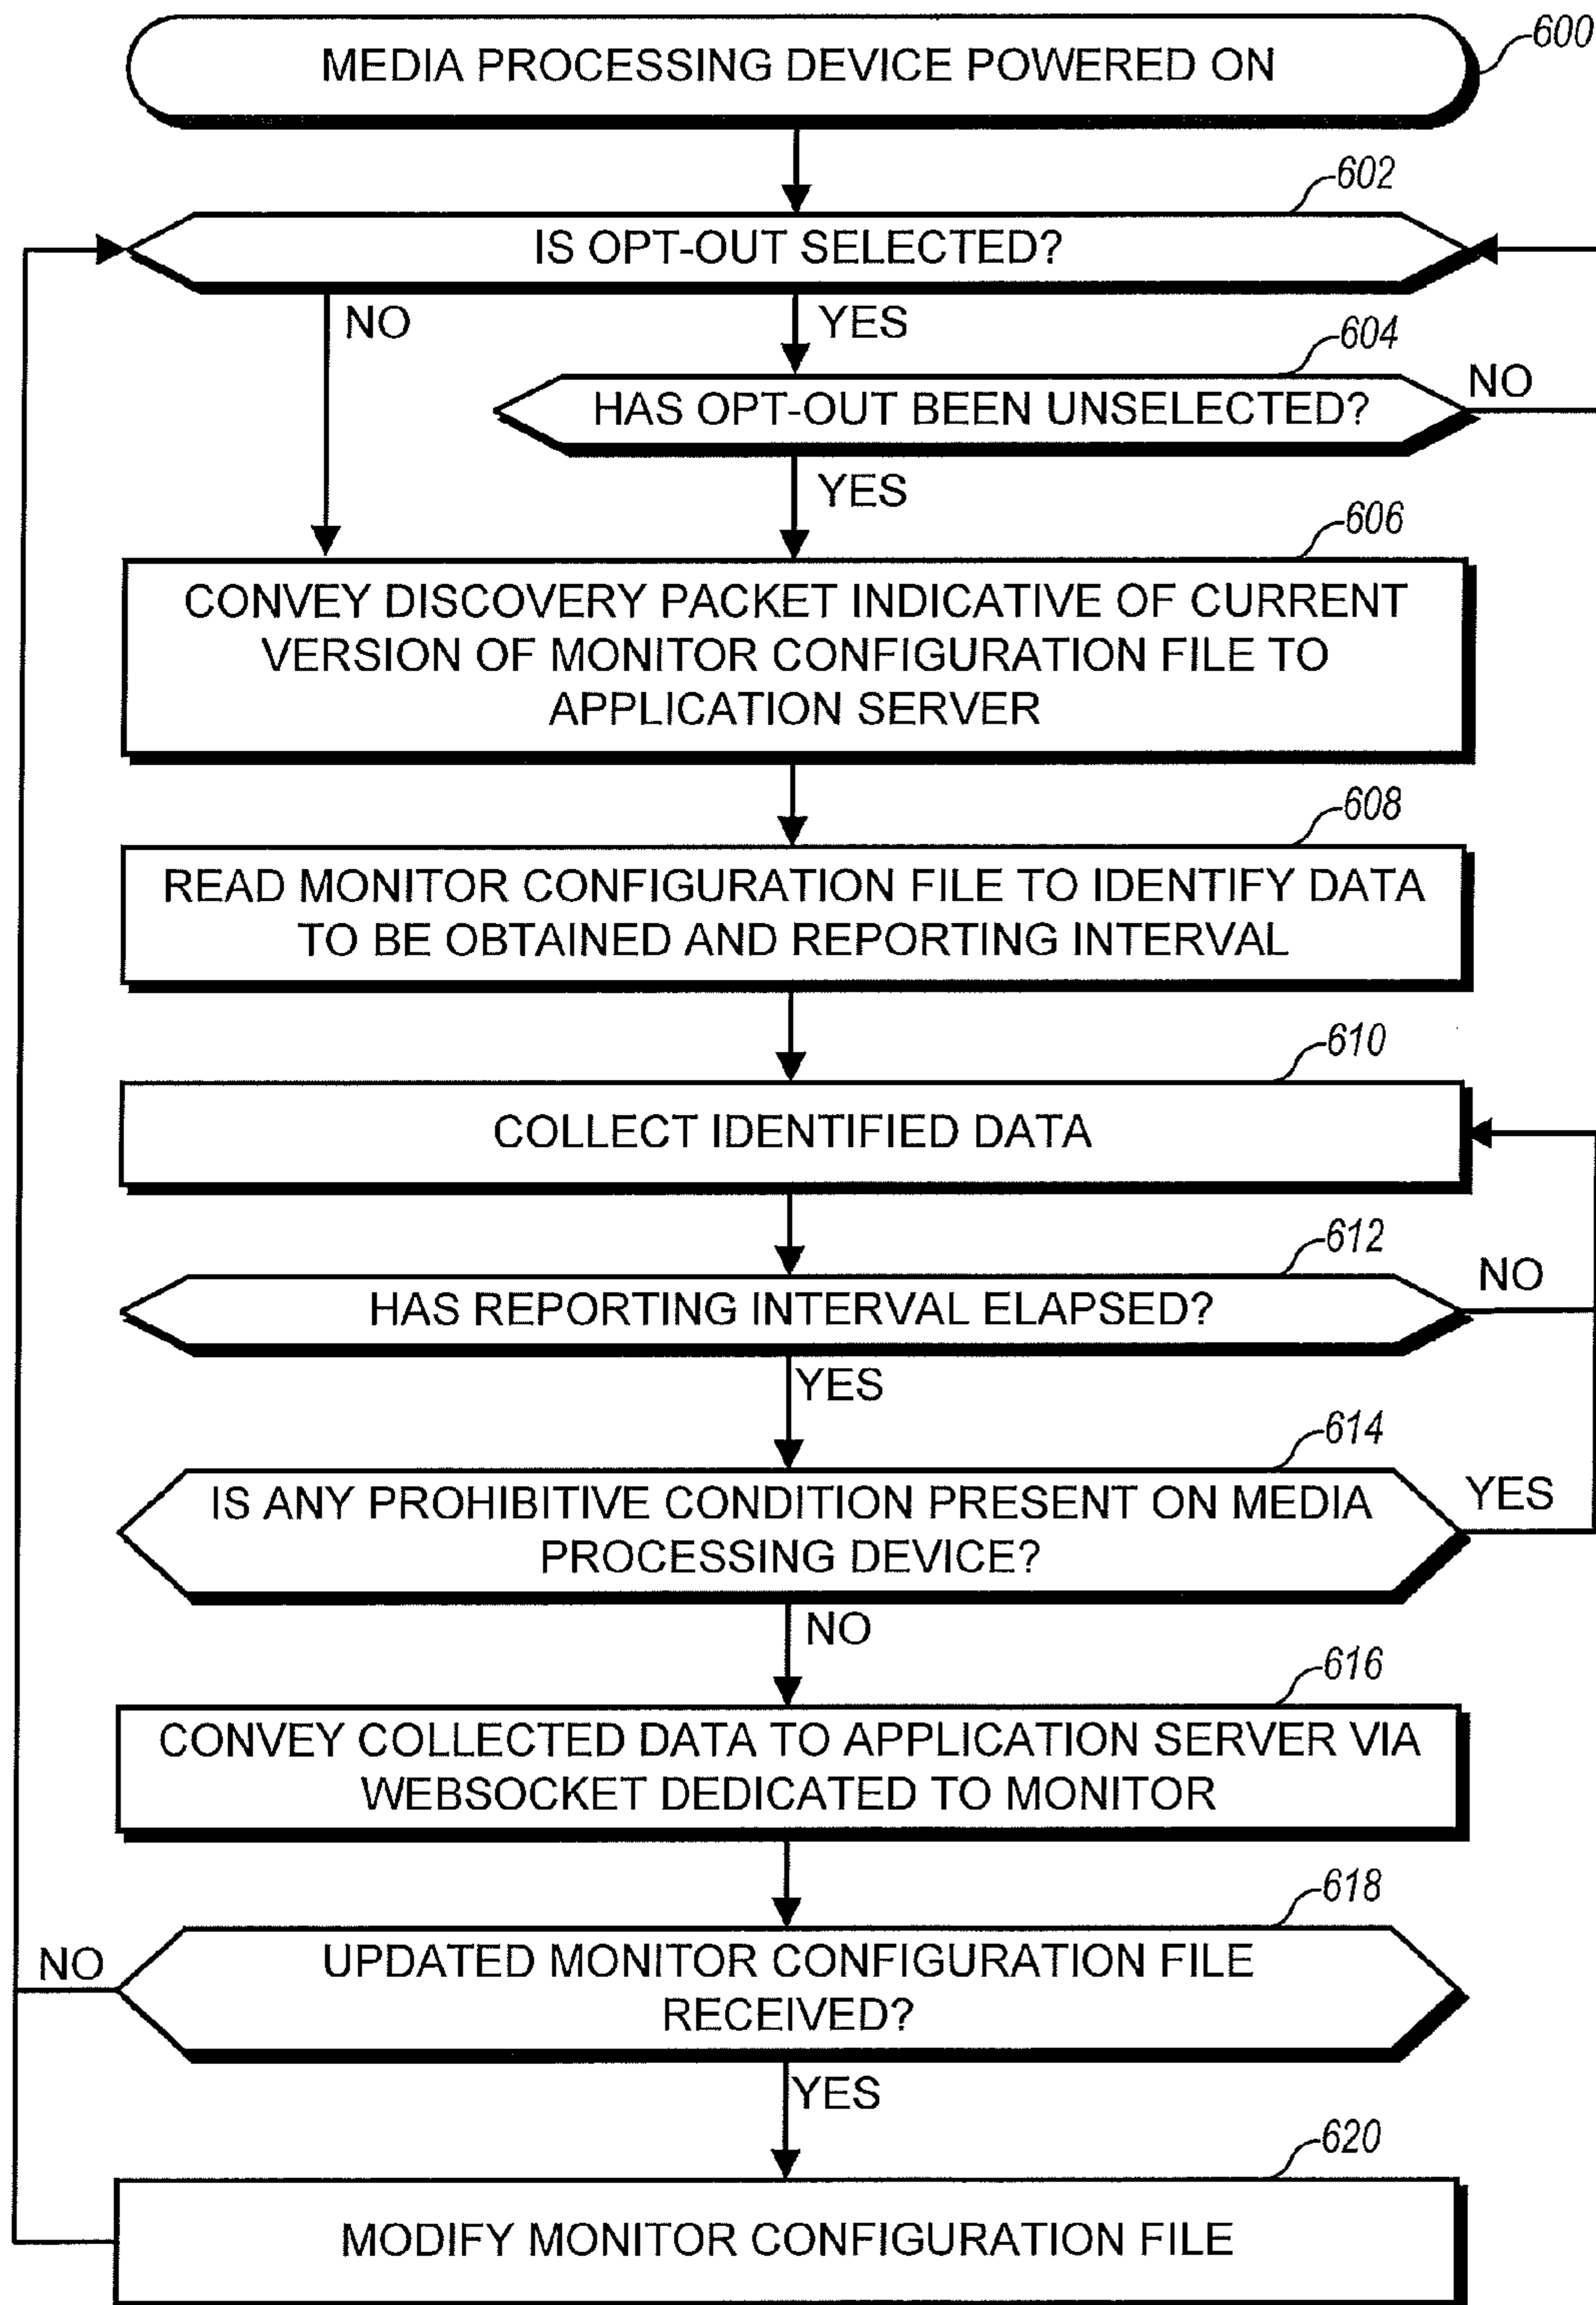 MEDIA PROCESSING DEVICE POWERED ON
600
602
IS OPT-OUT SELECTED?
NO
YES
604
HAS OPT-OUT BEEN UNSELECTED?
NO
YES
606
CONVEY DISCOVERY PACKET INDICATIVE OF CURRENT
VERSION OF MONITOR CONFIGURATION FILE TO
APPLICATION SERVER
608
READ MONITOR CONFIGURATION FILE TO IDENTIFY DATA
TO BE OBTAINED AND REPORTING INTERVAL
610
COLLECT IDENTIFIED DATA
612
HAS REPORTING INTERVAL ELAPSED?
NO
YES
614
IS ANY PROHIBITIVE CONDITION PRESENT ON MEDIA
PROCESSING DEVICE?
YES
NO
616
CONVEY COLLECTED DATA TO APPLICATION SERVER VIA
WEBSOCKET DEDICATED TO MONITOR
618
NO
UPDATED MONITOR CONFIGURATION FILE
RECEIVED?
YES
620
MODIFY MONITOR CONFIGURATION FILE